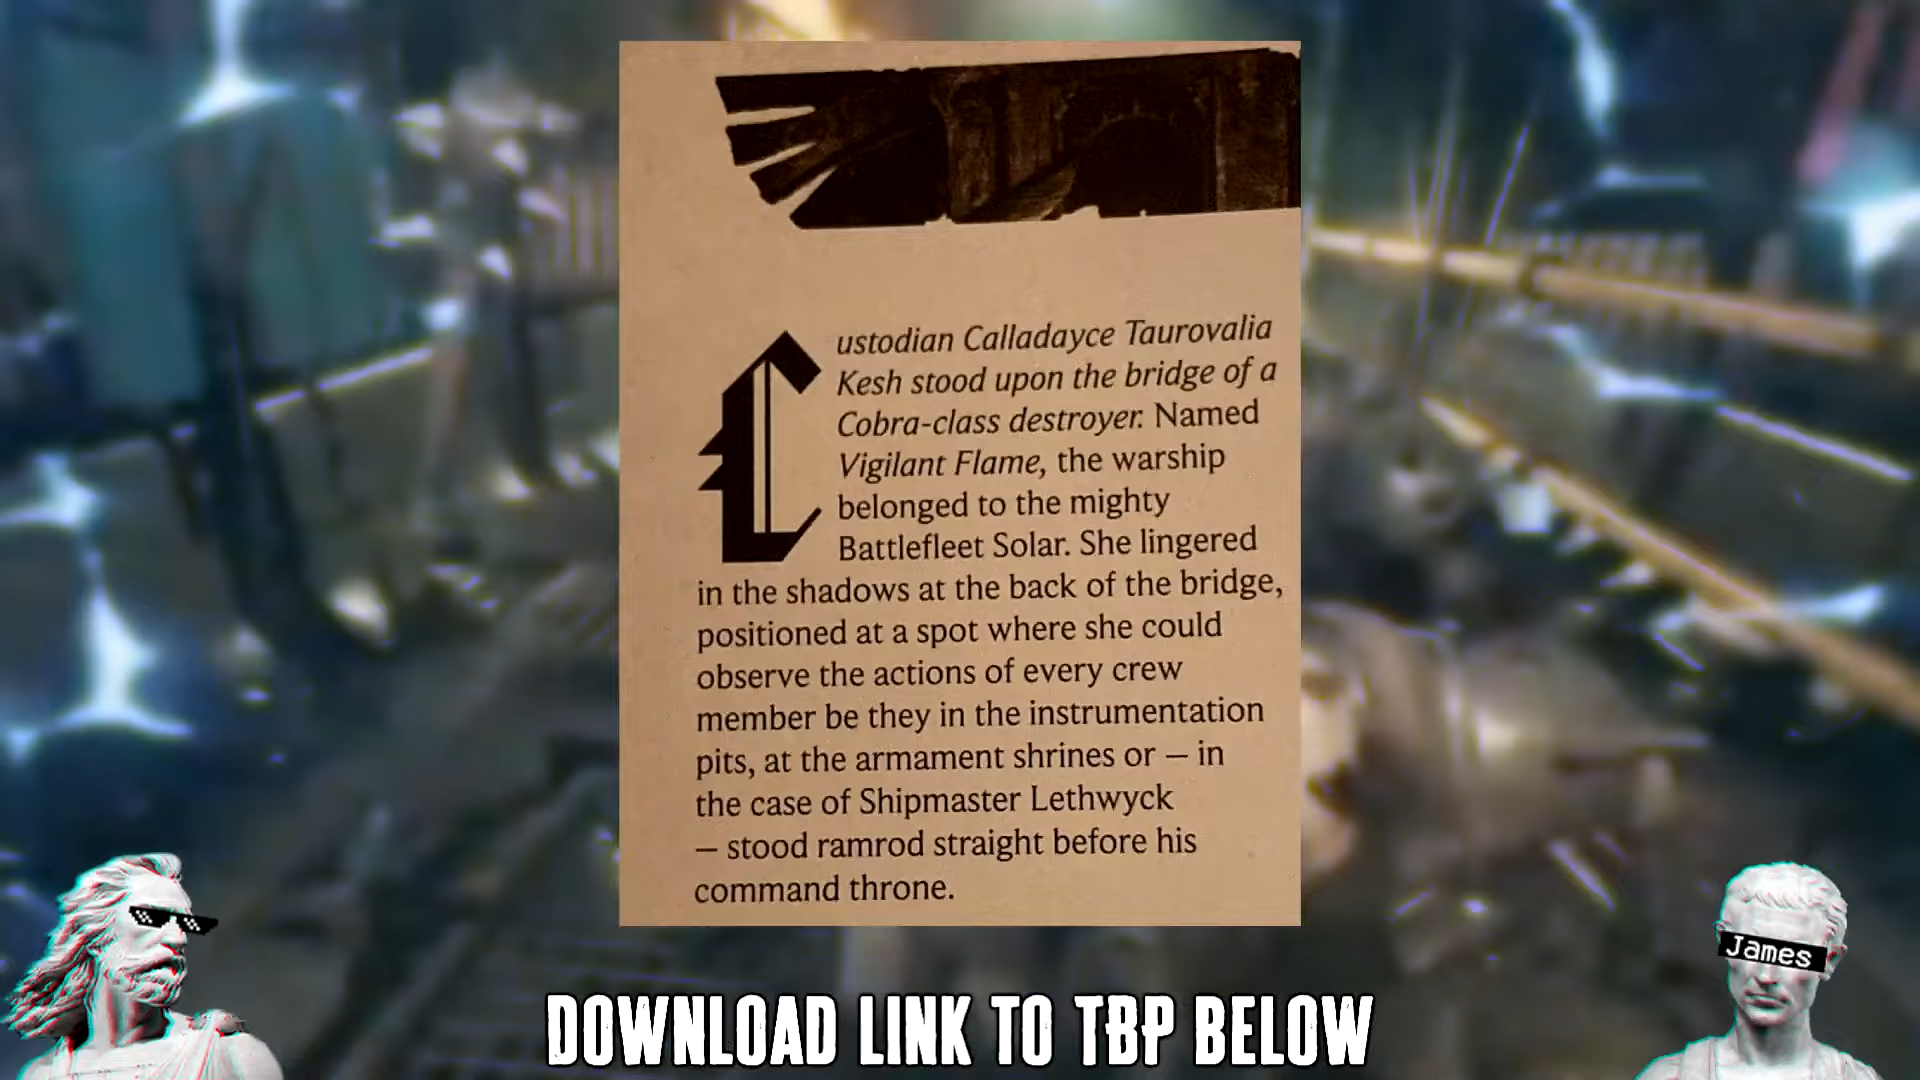 Custodian Calladayce Taurovalia
Kesh stood upon the bridge of a
Cobra-class destroyer. Named
Vigilant Flame, the warship
belonged to the mighty
Battlefleet Solar. She lingered
in the shadows at the back of the bridge,
positioned at a spot where she could
observe the actions of every crew
member be they in the instrumentation
pits, at the armament shrines or – in
the case of Shipmaster Lethwyck
– stood ramrod straight before his
command throne.
James
DOWNLOAD LINK TO TBP BELOW